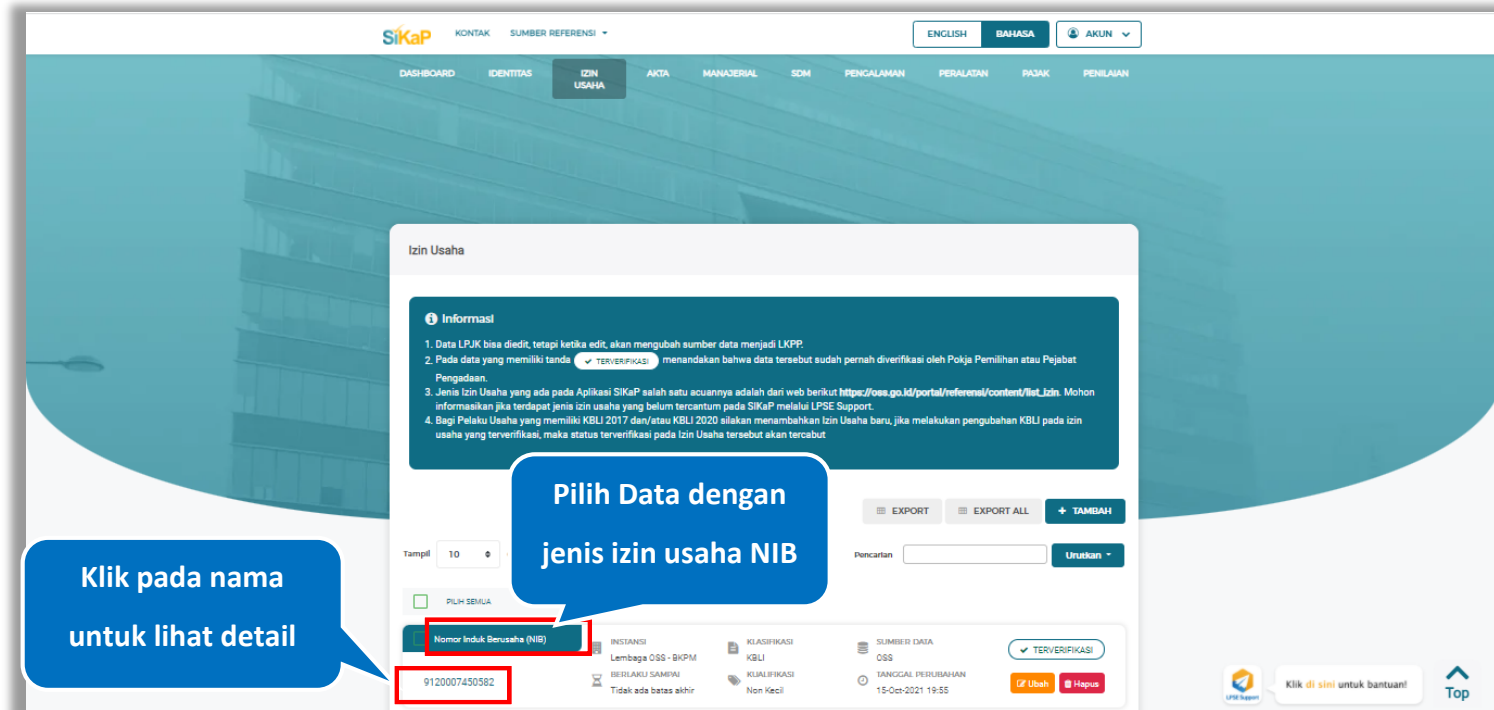 SiKaP KONTAK SUMBER REFERENSI ENGLISH BAHASA AKUN
DASHBOARD IDENTITAS IZIN USAHA AKTA MANAJERIAL SDM PENGALAMAN PERALATAN PAJAK PENILAIAN
Izin Usaha
Informasi
1. Data LPJK bisa diedit, tetapi ketika edit, akan mengubah sumber data menjadi LKPP.
2. Pada data yang memiliki tanda TERVERIFIKASI menandakan bahwa data tersebut sudah pernah diverifikasi oleh Pokja Pemilihan atau Pejabat
Pengadaan.
3. Jenis Izin Usaha yang ada pada Aplikasi SIKaP salah satu acuannya adalah dari web berikut https://oss.go.id/portal/referensi/content/list_izin. Mohon
informasikan jika terdapat jenis izin usaha yang belum tercantum pada SIKaP melalui LPSE Support.
4. Bagi Pelaku Usaha yang memiliki KBLI 2017 dan/atau KBLI 2020 silakan menambahkan Izin Usaha baru, jika melakukan pengubahan KBLI pada izin
usaha yang terverifikasi, maka status terverifikasi pada Izin Usaha tersebut akan tercabut
Pilih Data dengan
jenis izin usaha NIB
EXPORT EXPORT ALL + TAMBAH
Tampil 10 Pencarian Urutkan
Klik pada nama
untuk lihat detail
PILIH SEMUA
Nomor Induk Berusaha (NIB)
9120007450582
INSTANSI
Lembaga OSS - BKPM
BERLAKU SAMPAI
Tidak ada batas akhir
KLASIFIKASI
KBLI
KUALIFIKASI
Non Kecil
SUMBER DATA
OSS
TANGGAL PERUBAHAN
15-Oct-2021 19:55
TERVERIFIKASI
Ubah Hapus
LPSE Support
Klik di sini untuk bantuan!
Top